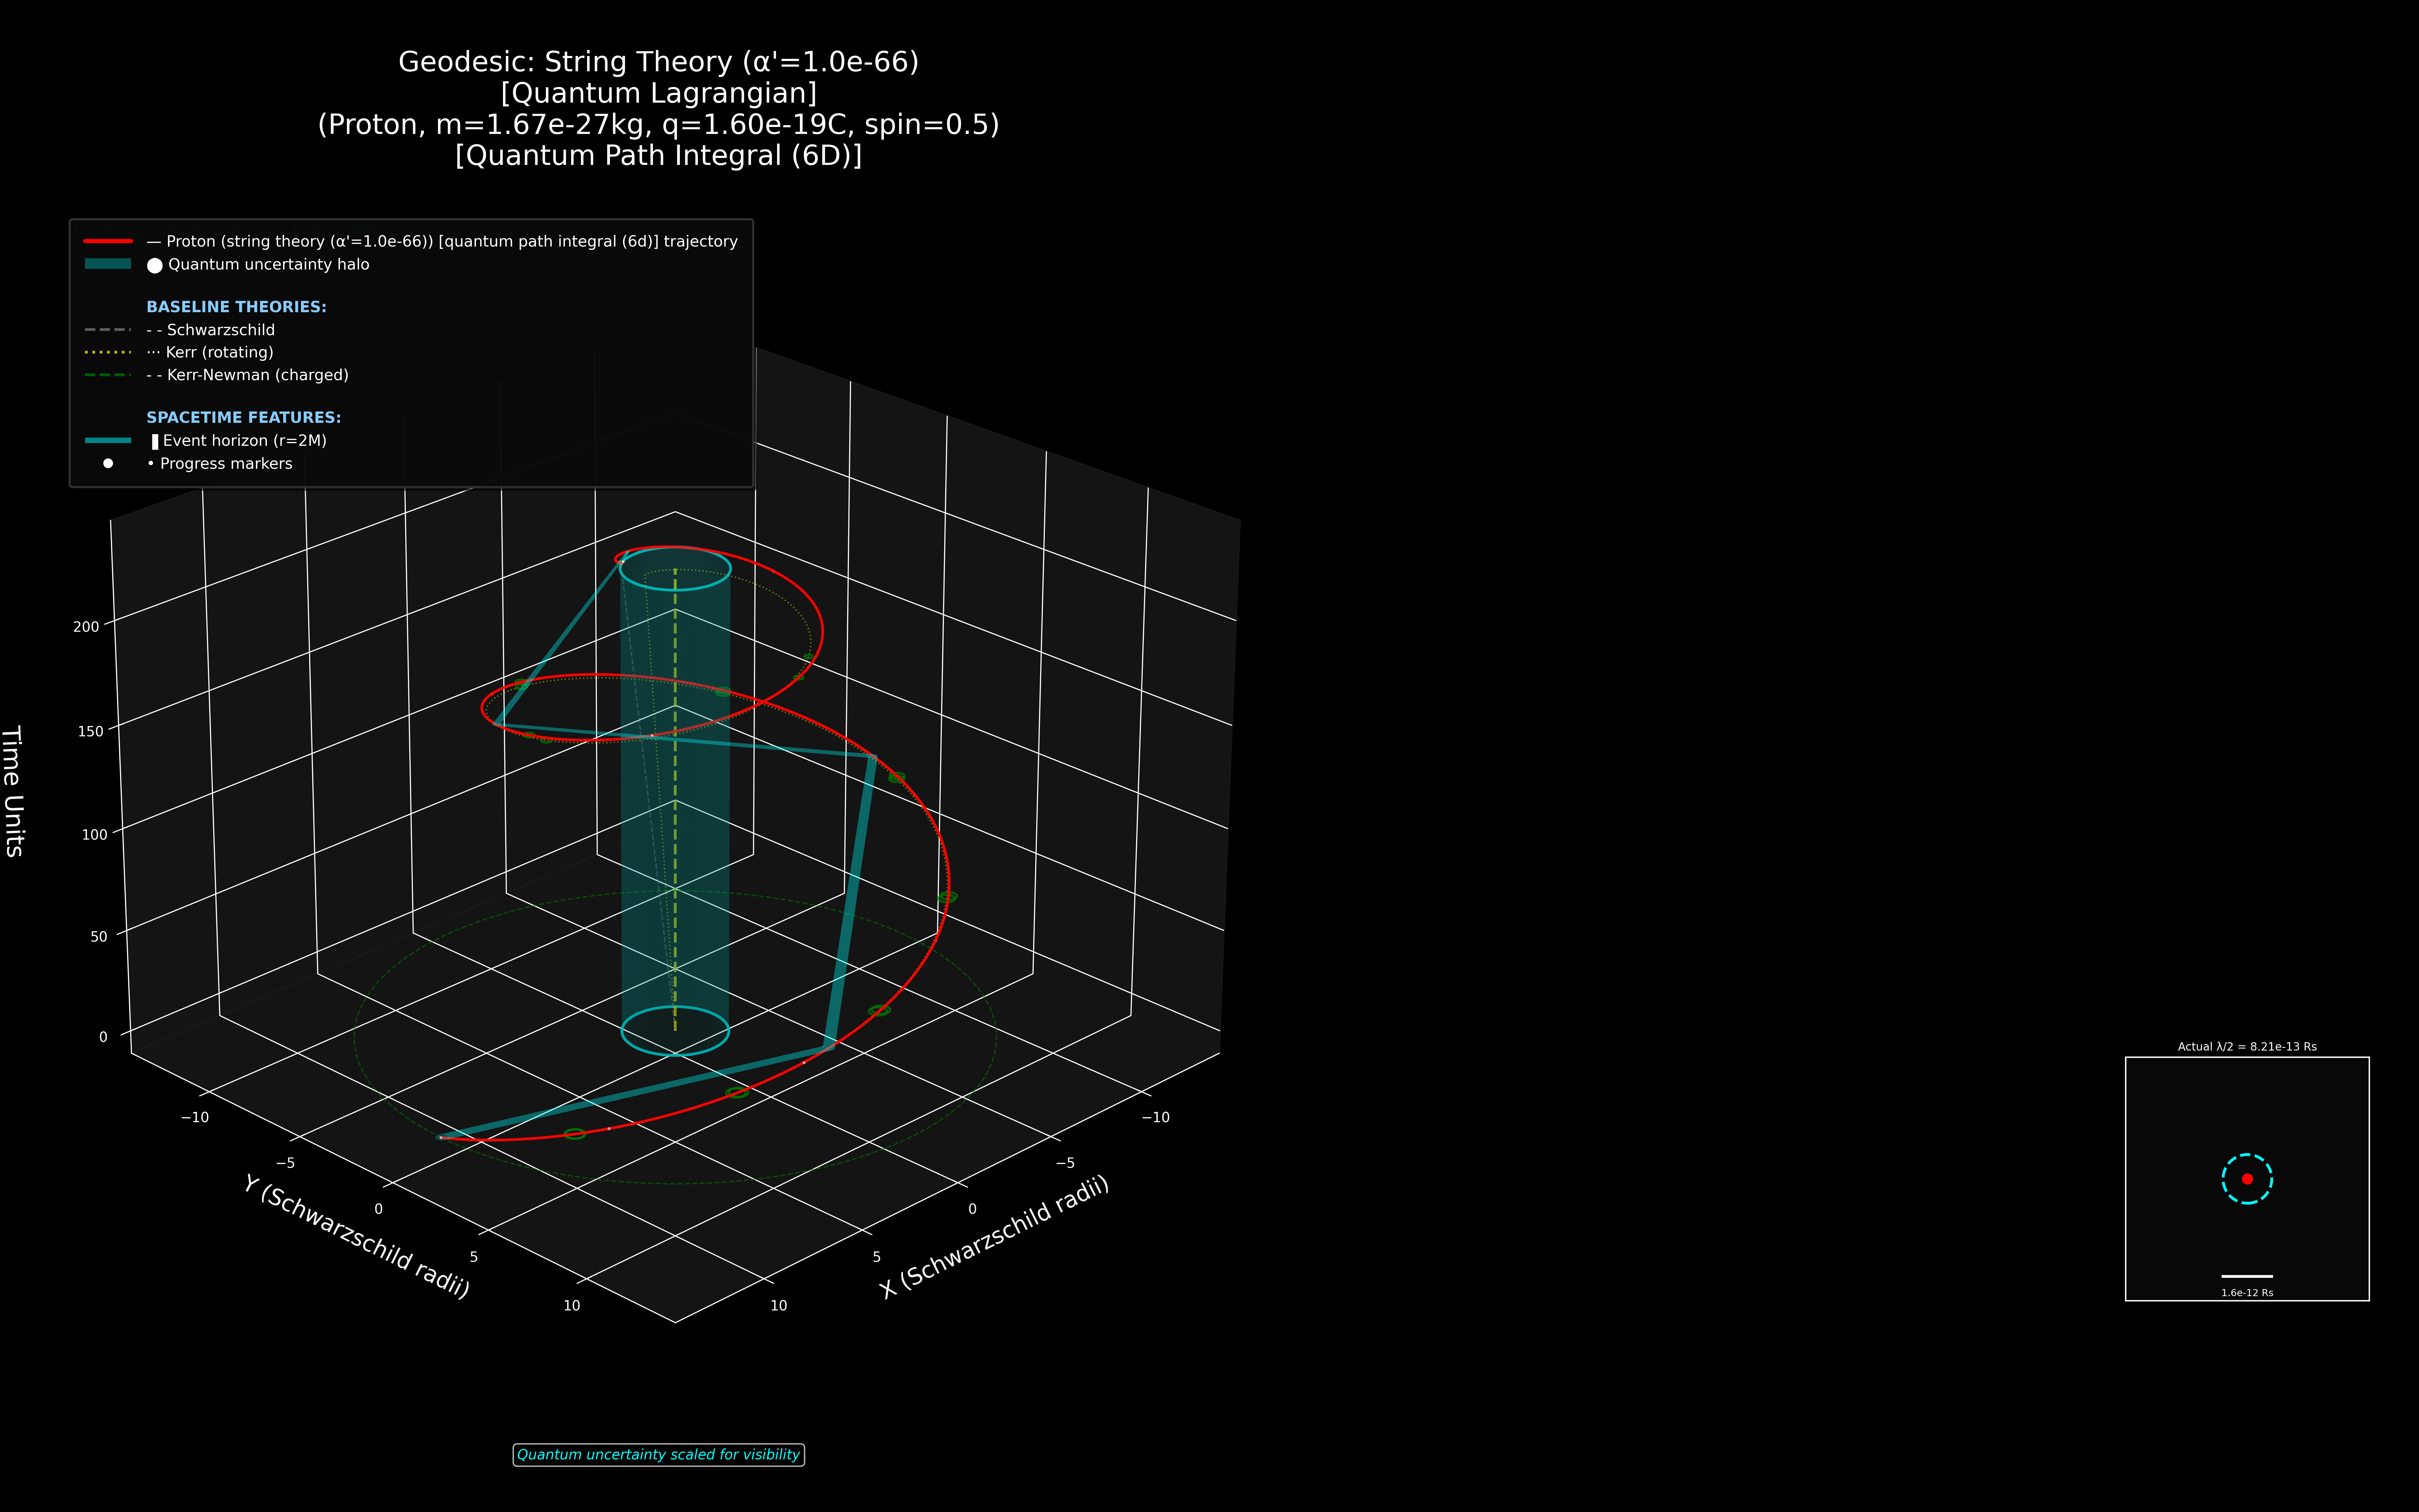 Geodesic: String Theory (α'=1.0e-66)
[Quantum Lagrangian]
(Proton, m=1.67e-27kg, q=1.60e-19C, spin=0.5)
[Quantum Path Integral (6D)]
— Proton (string theory (α'=1.0e-66)) [quantum path integral (6d)] trajectory
● Quantum uncertainty halo
BASELINE THEORIES:
- - Schwarzschild
··· Kerr (rotating)
- - Kerr-Newman (charged)
SPACETIME FEATURES:
▐ Event horizon (r=2M)
• Progress markers
Time Units
200
150
100
50
0
−10
−5
0
5
10
Y (Schwarzschild radii)
−10
−5
0
5
10
X (Schwarzschild radii)
Actual λ/2 = 8.21e-13 Rs
1.6e-12 Rs
Quantum uncertainty scaled for visibility